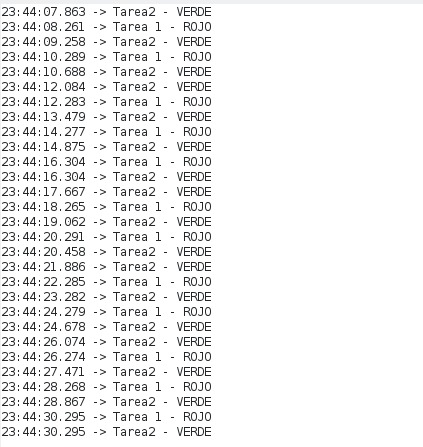 23:44:07.863 -> Tarea2 - VERDE
23:44:08.261 -> Tarea 1 - ROJO
23:44:09.258 -> Tarea2 - VERDE
23:44:10.289 -> Tarea 1 - ROJO
23:44:10.688 -> Tarea2 - VERDE
23:44:12.084 -> Tarea2 - VERDE
23:44:12.283 -> Tarea 1 - ROJO
23:44:13.479 -> Tarea2 - VERDE
23:44:14.277 -> Tarea 1 - ROJO
23:44:14.875 -> Tarea2 - VERDE
23:44:16.304 -> Tarea 1 - ROJO
23:44:16.304 -> Tarea2 - VERDE
23:44:17.667 -> Tarea2 - VERDE
23:44:18.265 -> Tarea 1 - ROJO
23:44:19.062 -> Tarea2 - VERDE
23:44:20.291 -> Tarea 1 - ROJO
23:44:20.458 -> Tarea2 - VERDE
23:44:21.886 -> Tarea2 - VERDE
23:44:22.285 -> Tarea 1 - ROJO
23:44:23.282 -> Tarea2 - VERDE
23:44:24.279 -> Tarea 1 - ROJO
23:44:24.678 -> Tarea2 - VERDE
23:44:26.074 -> Tarea2 - VERDE
23:44:26.274 -> Tarea 1 - ROJO
23:44:27.471 -> Tarea2 - VERDE
23:44:28.268 -> Tarea 1 - ROJO
23:44:28.867 -> Tarea2 - VERDE
23:44:30.295 -> Tarea 1 - ROJO
23:44:30.295 -> Tarea2 - VERDE